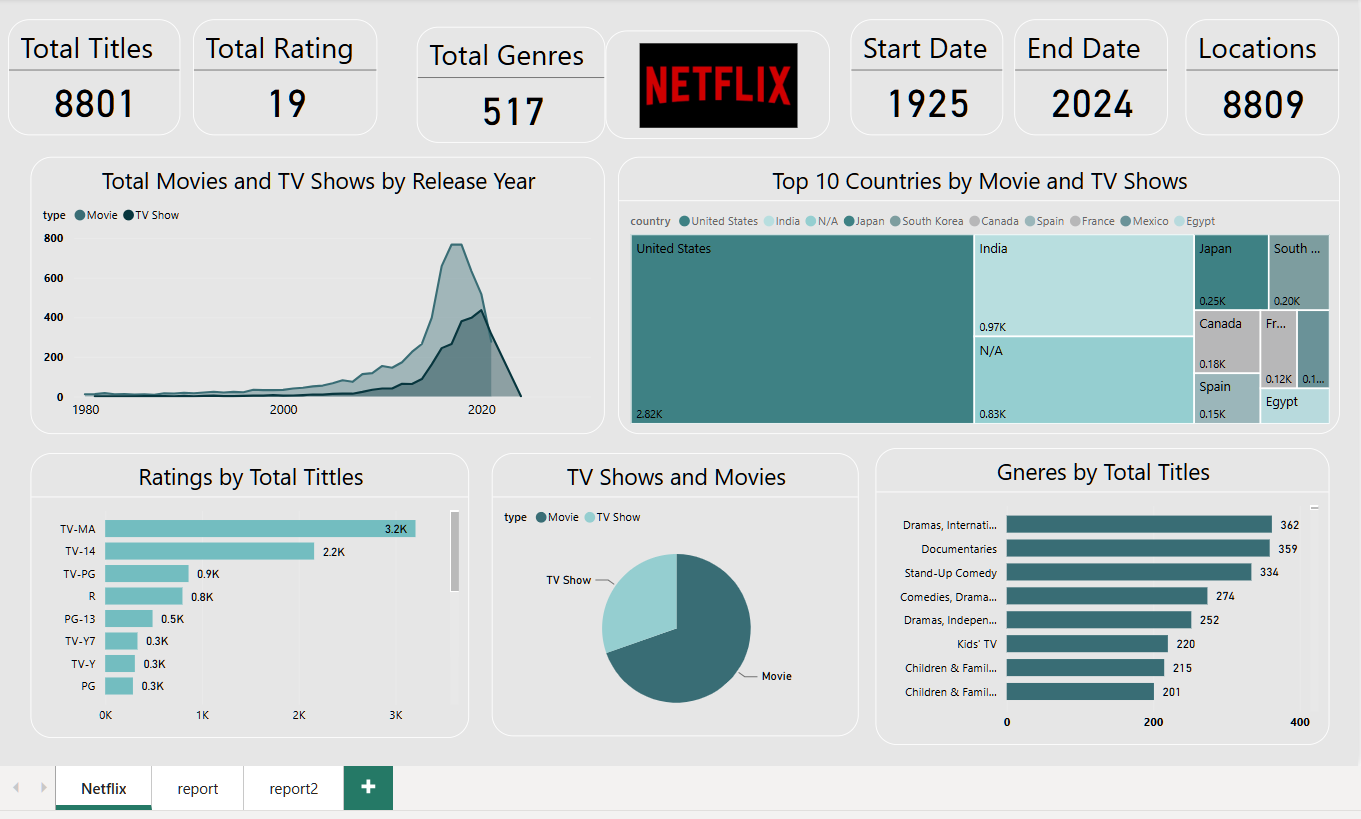 Total Titles
8801
Total Rating
19
Total Genres
517
NETFLIX
Start Date
1925
End Date
2024
Locations
8809
Total Movies and TV Shows by Release Year
type Movie TV Show
800
600
400
200
0
1980 2000 2020
Top 10 Countries by Movie and TV Shows
country United States India N/A Japan South Korea Canada Spain France Mexico Egypt
United States
2.82K
India
0.97K
N/A
0.83K
Japan
0.25K
South ...
0.20K
Canada
0.18K
Fr...
0.12K
0.1...
Spain
0.15K
Egypt
Ratings by Total Tittles
TV-MA 3.2K
TV-14 2.2K
TV-PG 0.9K
R 0.8K
PG-13 0.5K
TV-Y7 0.3K
TV-Y 0.3K
PG 0.3K
0K 1K 2K 3K
TV Shows and Movies
type Movie TV Show
TV Show
Movie
Gneres by Total Titles
Dramas, Internati... 362
Documentaries 359
Stand-Up Comedy 334
Comedies, Drama... 274
Dramas, Indepen... 252
Kids' TV 220
Children & Famil... 215
Children & Famil... 201
0 200 400
Netflix report report2 +